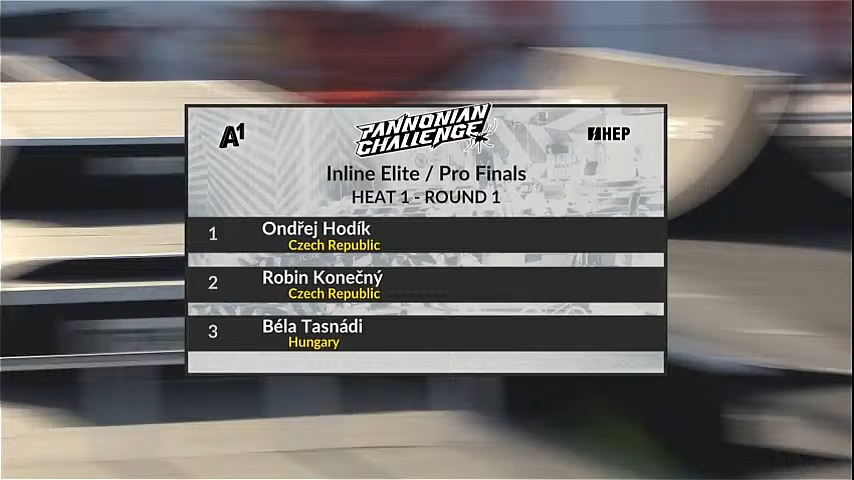 A1
PANNONIAN
CHALLENGE
HEP
Inline Elite / Pro Finals
HEAT 1 - ROUND 1
1
Ondřej Hodík
Czech Republic
2
Robin Konečný
Czech Republic
3
Béla Tasnádi
Hungary